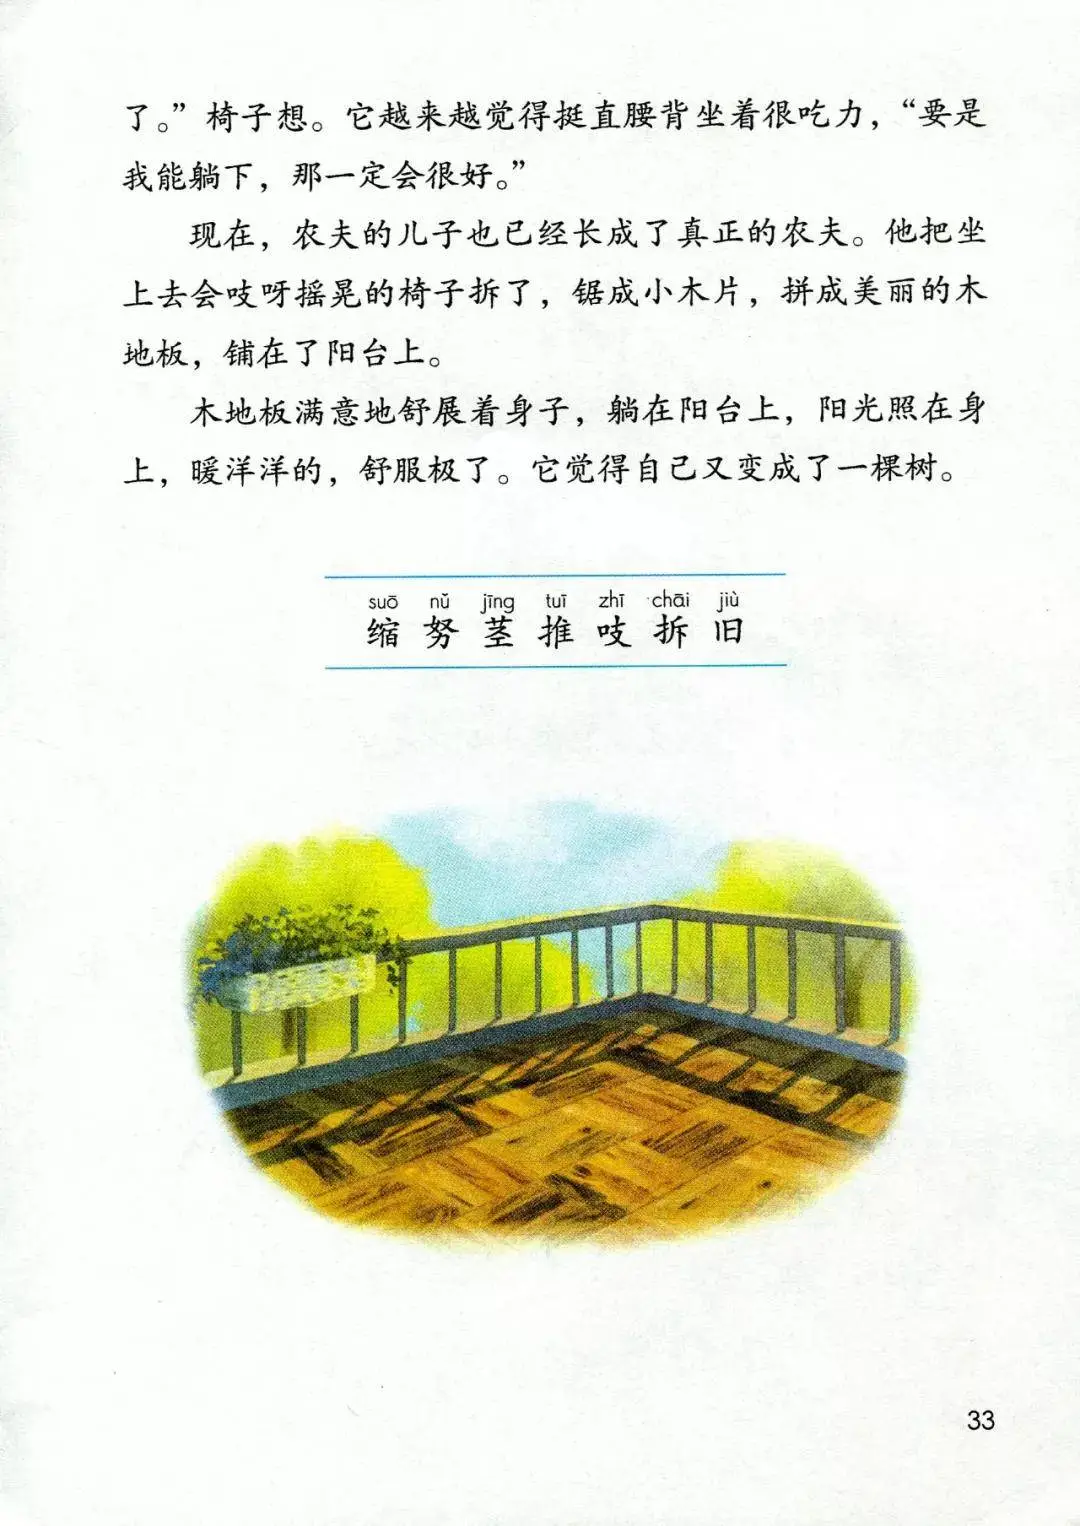 了。”椅子想。它越来越觉得挺直腰背坐着很吃力，“要是
我能躺下，那一定会很好。”
现在，农夫的儿子也已经长成了真正的农夫。他把坐
上去会吱呀摇晃的椅子拆了，锯成小木片，拼成美丽的木
地板，铺在了阳台上。
木地板满意地舒展着身子，躺在阳台上，阳光照在身
上，暖洋洋的，舒服极了。它觉得自己又变成了一棵树。
suō nǔ jīng tuī zhī chāi jiù
缩 努 茎 推 吱 拆 旧
33